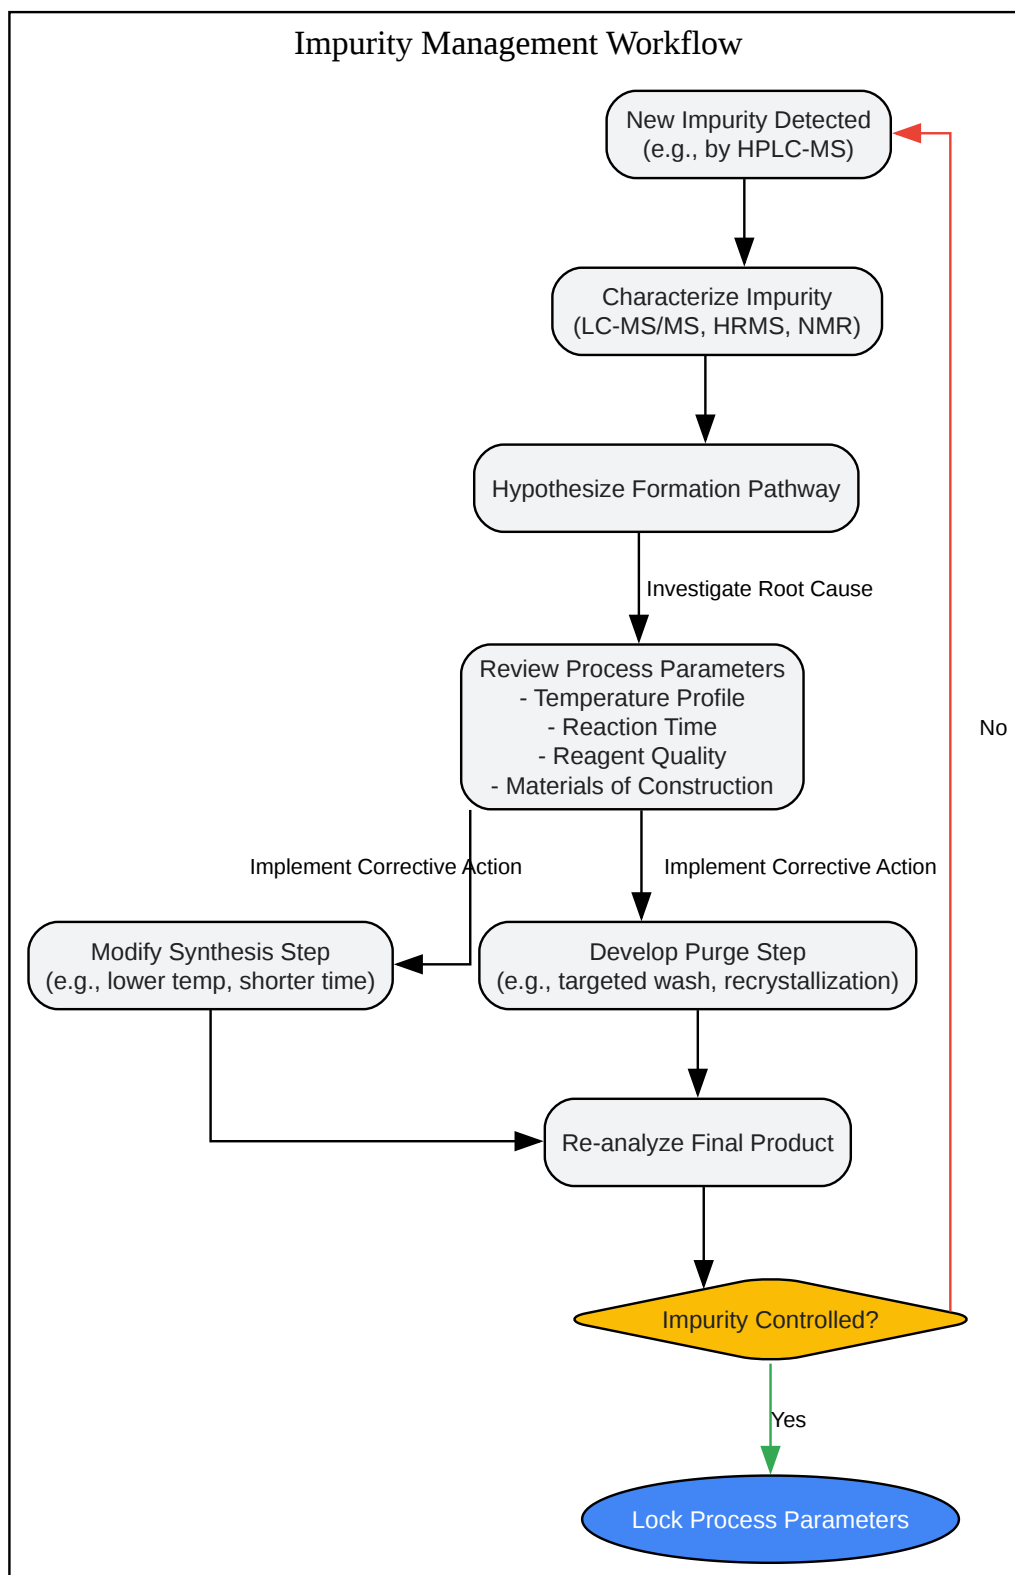 Impurity Management Workflow
New Impurity Detected
(e.g., by HPLC-MS)
Characterize Impurity
(LC-MS/MS, HRMS, NMR)
Hypothesize Formation Pathway
Investigate Root Cause
Review Process Parameters
- Temperature Profile
- Reaction Time
- Reagent Quality
- Materials of Construction
No
Implement Corrective Action
Implement Corrective Action
Modify Synthesis Step
(e.g., lower temp, shorter time)
Develop Purge Step
(e.g., targeted wash, recrystallization)
Re-analyze Final Product
Impurity Controlled?
Yes
Lock Process Parameters